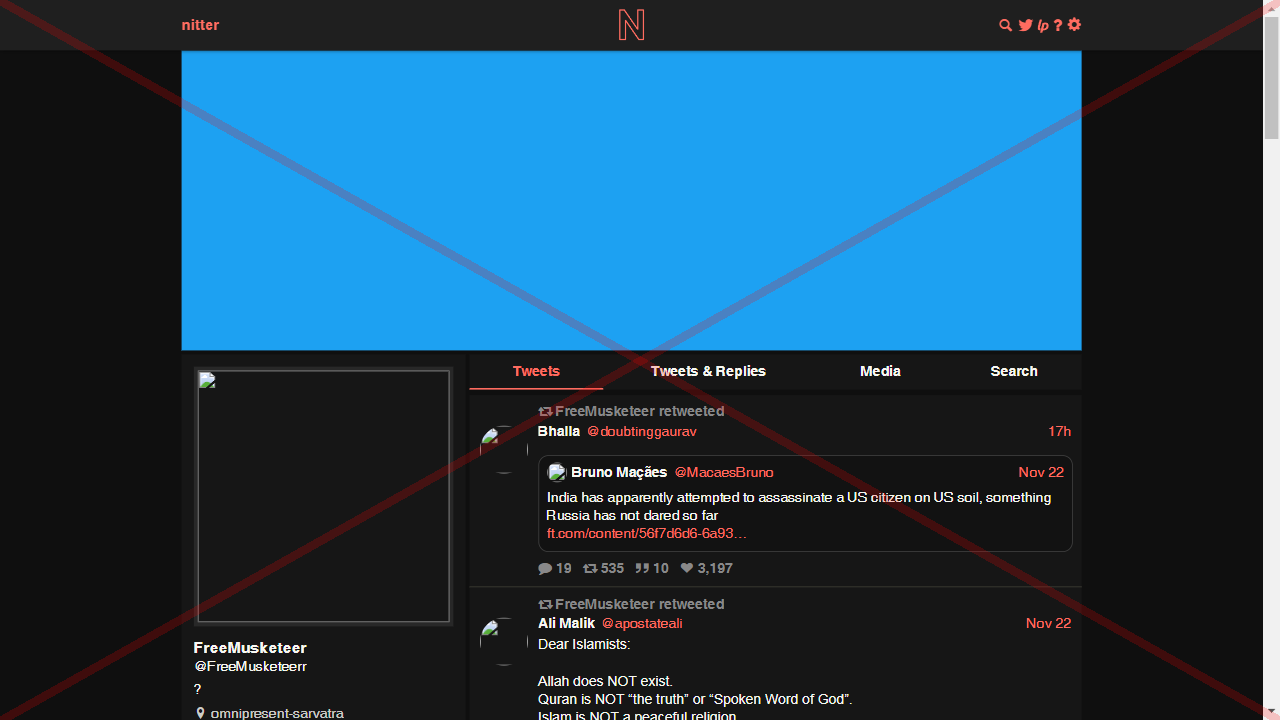 nitter
N
lp ?
FreeMusketeer
@FreeMusketeerr
?
omnipresent-sarvatra
Tweets
Tweets & Replies
Media
Search
FreeMusketeer retweeted
Bhalla @doubtinggaurav 17h
Bruno Maçães @MacaesBruno Nov 22
India has apparently attempted to assassinate a US citizen on US soil, something
Russia has not dared so far
ft.com/content/56f7d6d6-6a93…
19 535 10 3,197
FreeMusketeer retweeted
Ali Malik @apostateali Nov 22
Dear Islamists:
Allah does NOT exist.
Quran is NOT “the truth” or “Spoken Word of God”.
Islam is NOT a peaceful religion